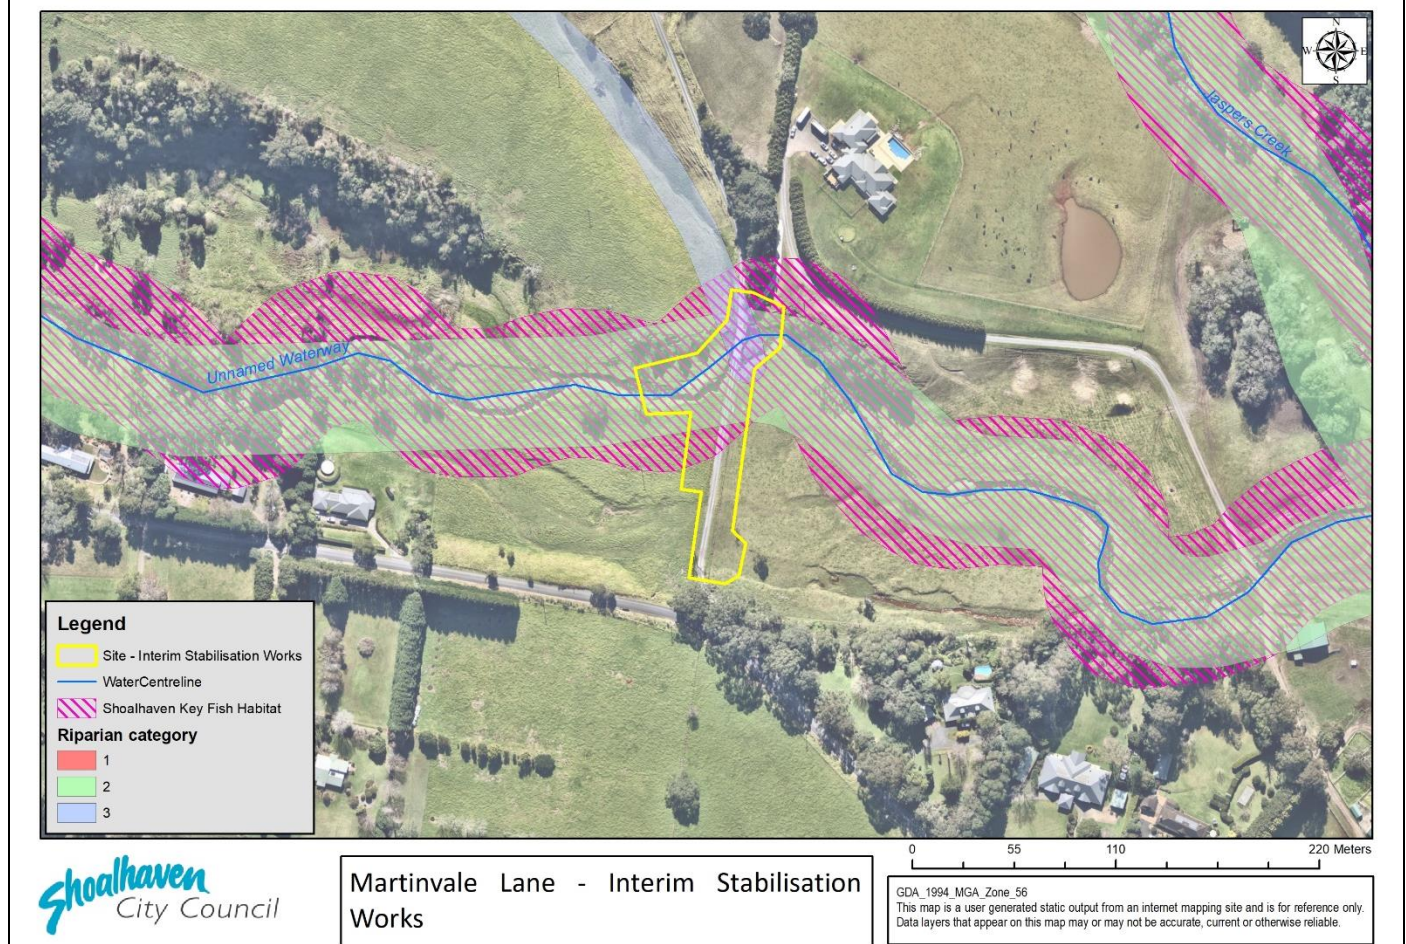 N
W
E
S
Jaspers Creek
Unnamed Waterway
Legend
Site - Interim Stabilisation Works
WaterCentreline
Shoalhaven Key Fish Habitat
Riparian category
1
2
3
0 55 110 220 Meters
Shoalhaven
City Council
Martinvale Lane - Interim Stabilisation
Works
GDA_1994_MGA_Zone_56
This map is a user generated static output from an internet mapping site and is for reference only.
Data layers that appear on this map may or may not be accurate, current or otherwise reliable.